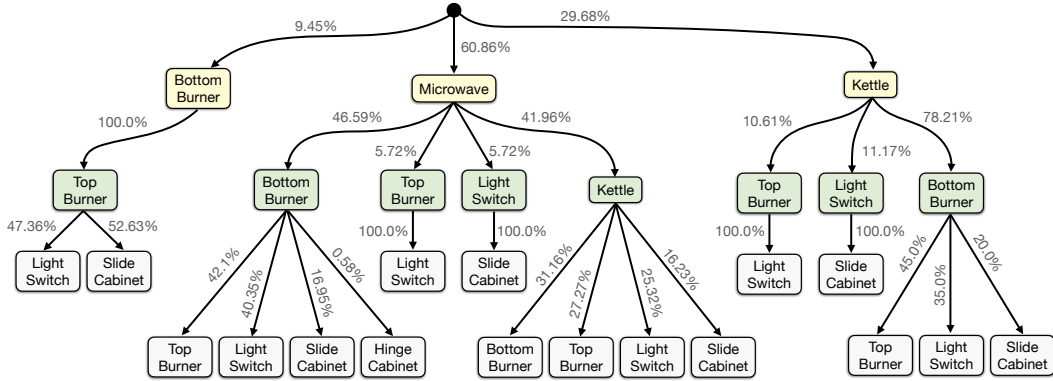 9.45%
60.86%
29.68%
Bottom
Burner
Microwave
Kettle
100.0%
46.59%
5.72%
5.72%
41.96%
10.61%
11.17%
78.21%
Top
Burner
Bottom
Burner
Top
Burner
Light
Switch
Kettle
Top
Burner
Light
Switch
Bottom
Burner
47.36%
52.63%
42.1%
40.35%
16.95%
0.58%
100.0%
100.0%
31.16%
27.27%
25.32%
16.23%
100.0%
100.0%
45.0%
35.0%
20.0%
Light
Switch
Slide
Cabinet
Light
Switch
Slide
Cabinet
Light
Switch
Slide
Cabinet
Top
Burner
Light
Switch
Slide
Cabinet
Hinge
Cabinet
Bottom
Burner
Top
Burner
Light
Switch
Slide
Cabinet
Top
Burner
Light
Switch
Slide
Cabinet